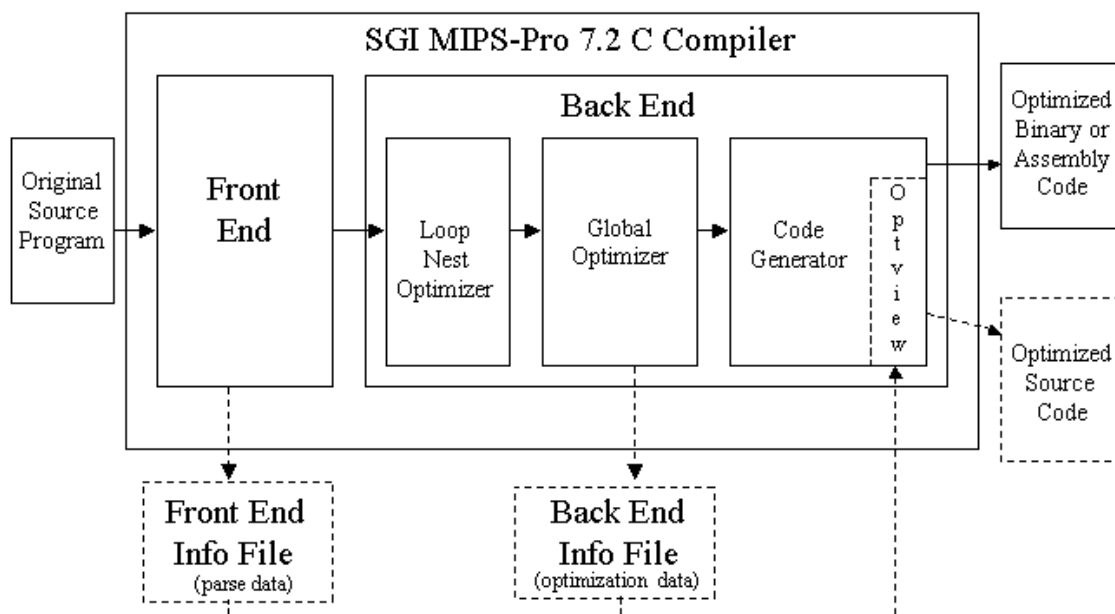 SGI MIPS-Pro 7.2 C Compiler
Original
Source
Program
Front
End
Back End
Loop
Nest
Optimizer
Global
Optimizer
Code
Generator
Optview
Optimized
Binary or
Assembly
Code
Optimized
Source
Code
Front End
Info File
(parse data)
Back End
Info File
(optimization data)